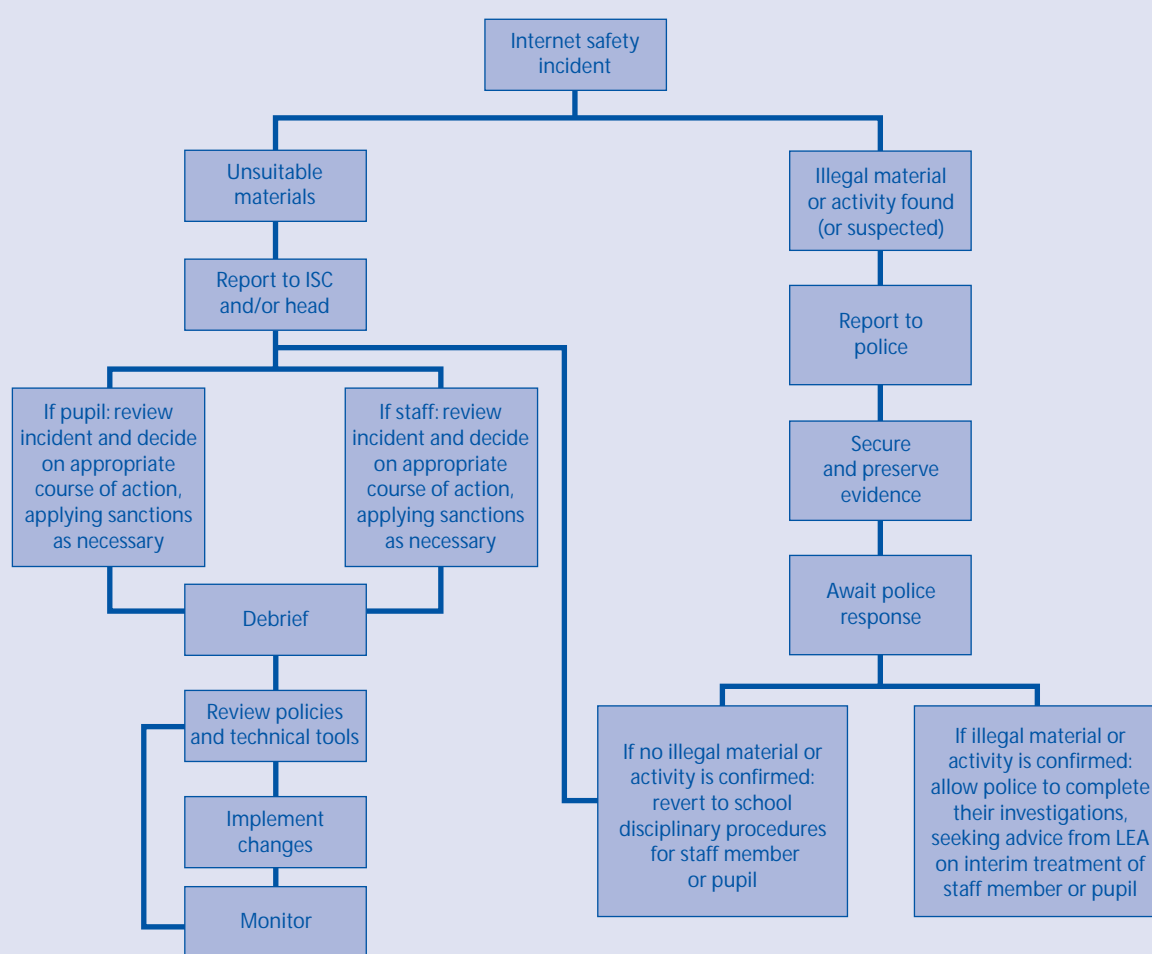 Internet safety
incident
Unsuitable
materials
Illegal material
or activity found
(or suspected)
Report to ISC
and/or head
Report to
police
If pupil: review
incident and decide
on appropriate
course of action,
applying sanctions
as necessary
If staff: review
incident and decide
on appropriate
course of action,
applying sanctions
as necessary
Secure
and preserve
evidence
Await police
response
Debrief
Review policies
and technical tools
Implement
changes
Monitor
If no illegal material or
activity is confirmed:
revert to school
disciplinary procedures
for staff member
or pupil
If illegal material or
activity is confirmed:
allow police to complete
their investigations,
seeking advice from LEA
on interim treatment of
staff member or pupil